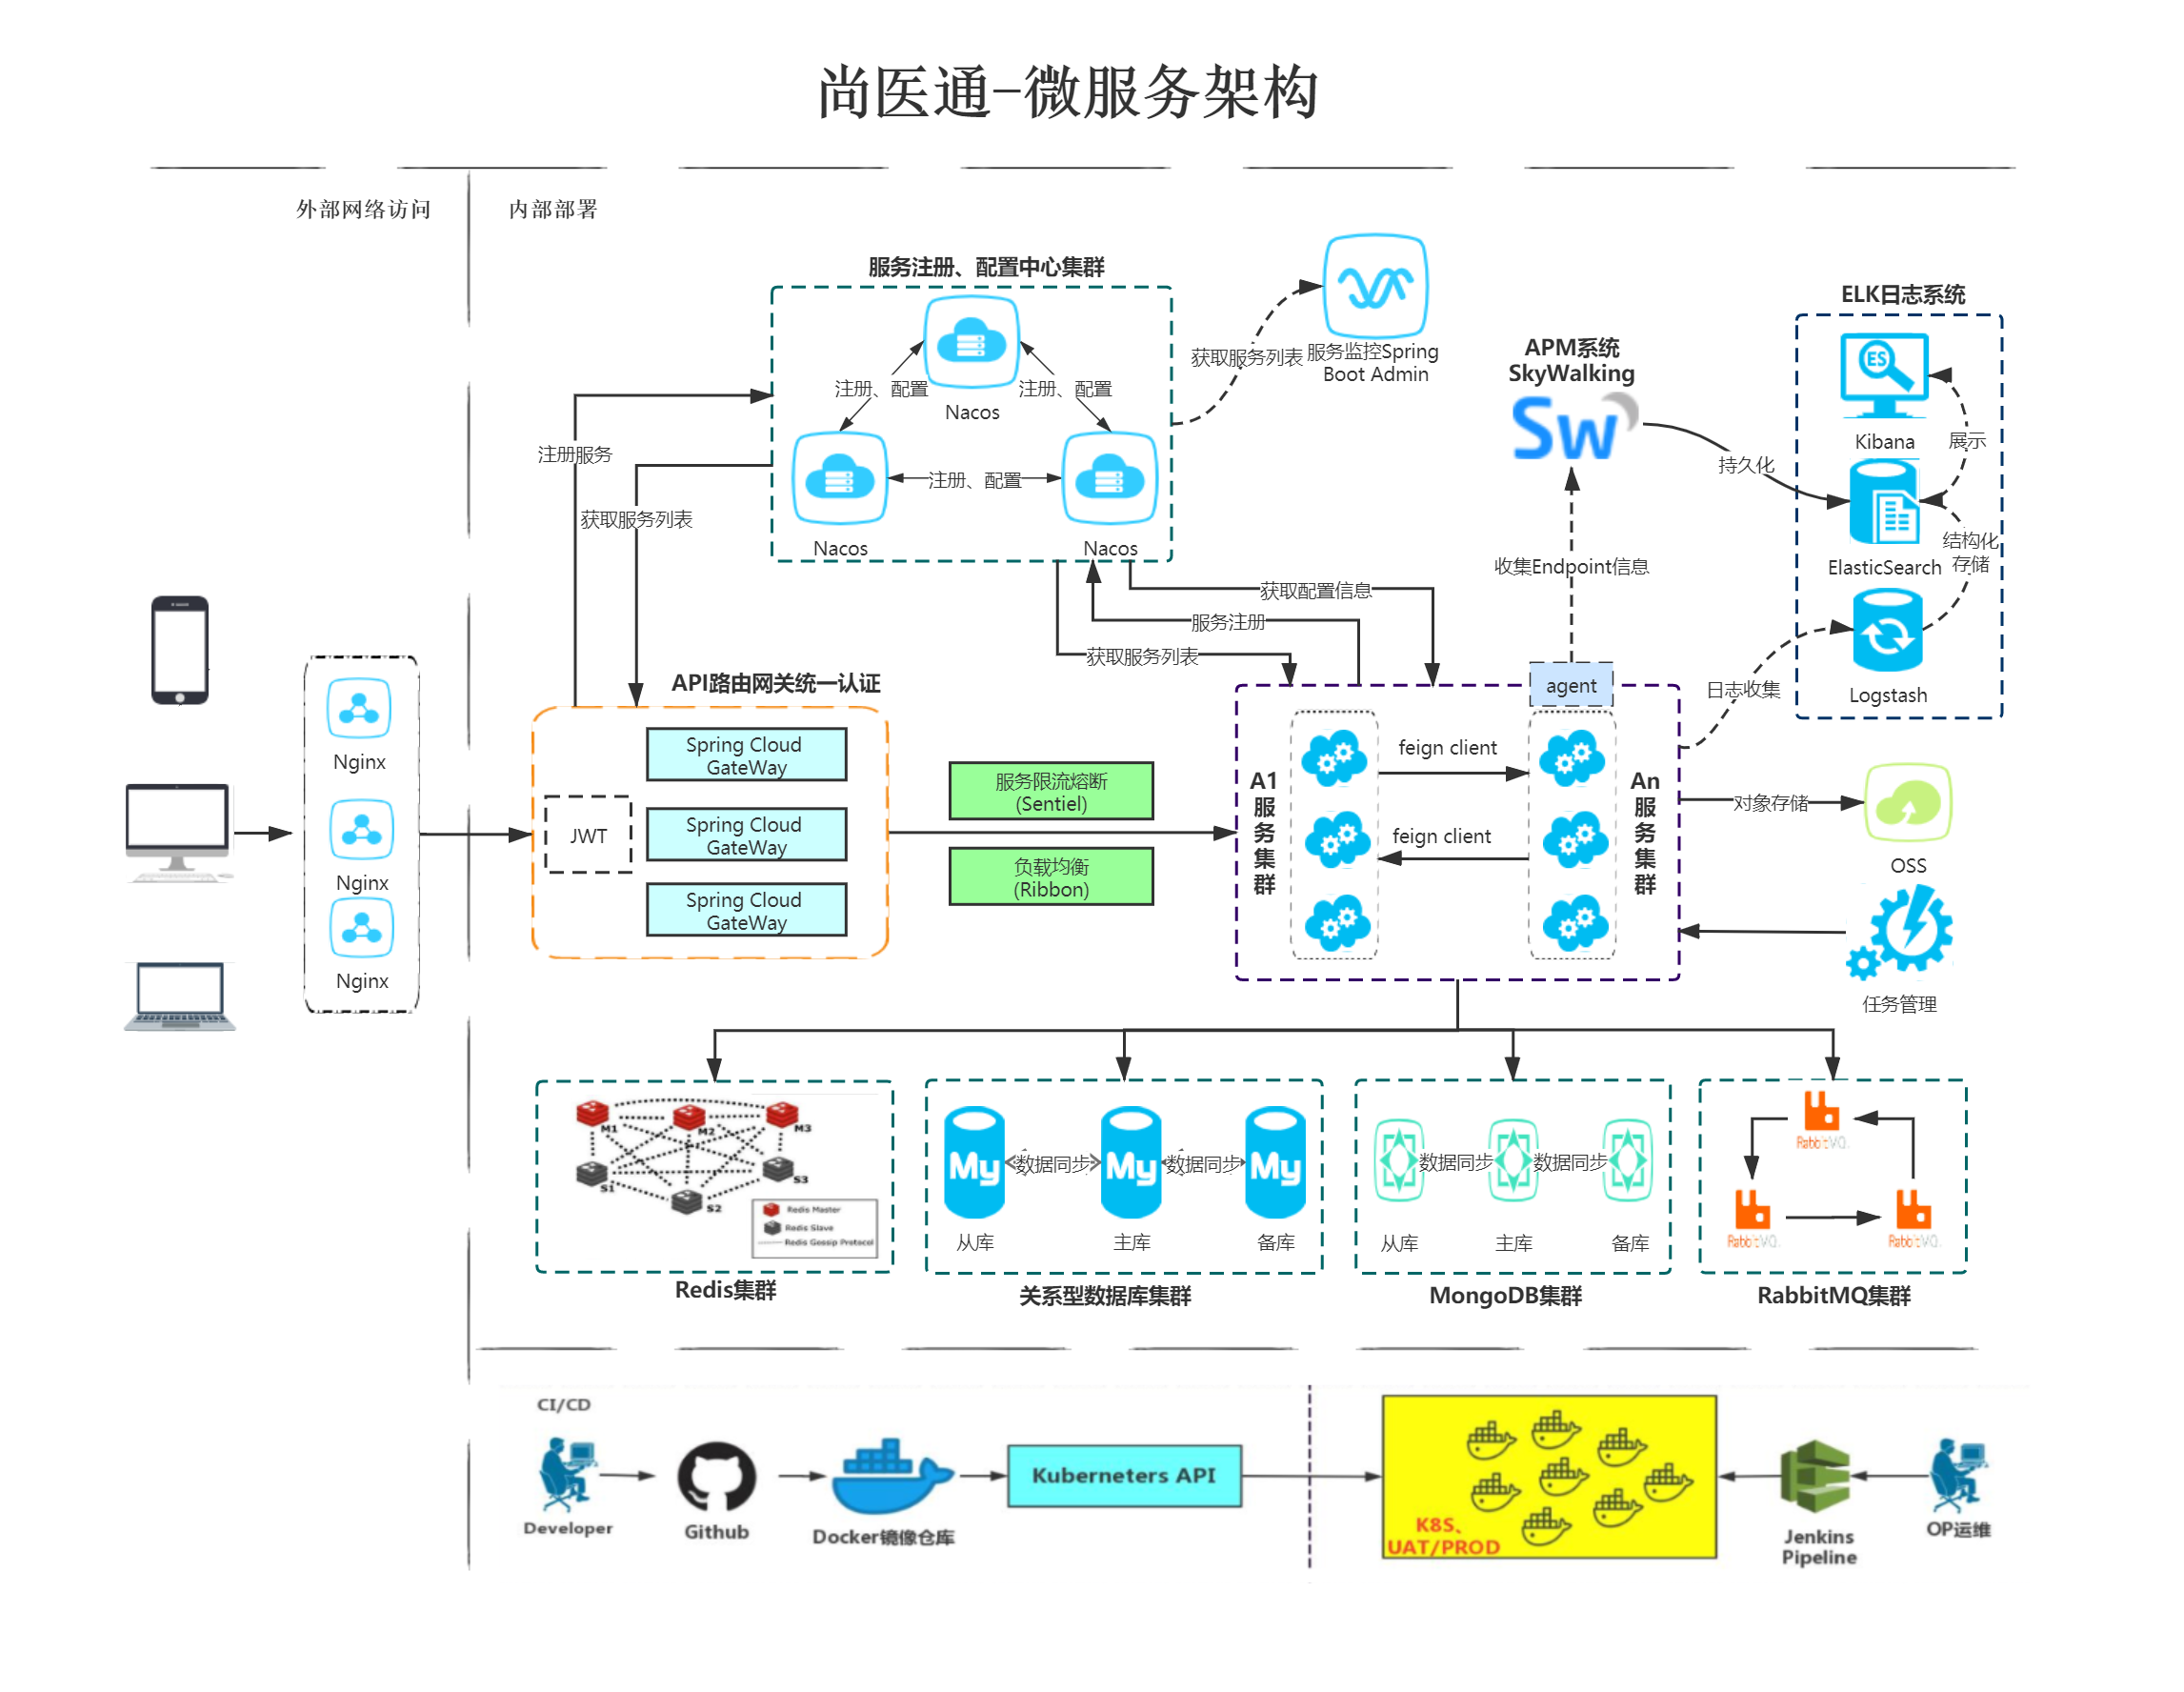 尚医通-微服务架构
外部网络访问
内部部署
服务注册、配置中心集群
Nacos
注册、配置
注册、配置
Nacos
注册、配置
Nacos
获取服务列表
服务监控Spring
Boot Admin
APM系统
SkyWalking
Sw
持久化
ELK日志系统
ES
Kibana
展示
ElasticSearch
结构化
存储
Logstash
注册服务
获取服务列表
获取配置信息
服务注册
获取服务列表
收集Endpoint信息
agent
日志收集
Nginx
Nginx
Nginx
API路由网关统一认证
JWT
Spring Cloud
GateWay
Spring Cloud
GateWay
Spring Cloud
GateWay
服务限流熔断
(Sentiel)
负载均衡
(Ribbon)
A1
服
务
集
群
feign client
feign client
An
服
务
集
群
对象存储
OSS
任务管理
M1
M2
M3
S1
S2
S3
Redis Master
Redis Slave
Redis Gossip Protocol
Redis集群
My
数据同步
My
数据同步
My
从库
主库
备库
关系型数据库集群
数据同步
数据同步
从库
主库
备库
MongoDB集群
RabbitMQ集群
CI/CD
Developer
Github
Docker镜像仓库
Kuberneters API
K8S、
UAT/PROD
Jenkins
Pipeline
OP运维